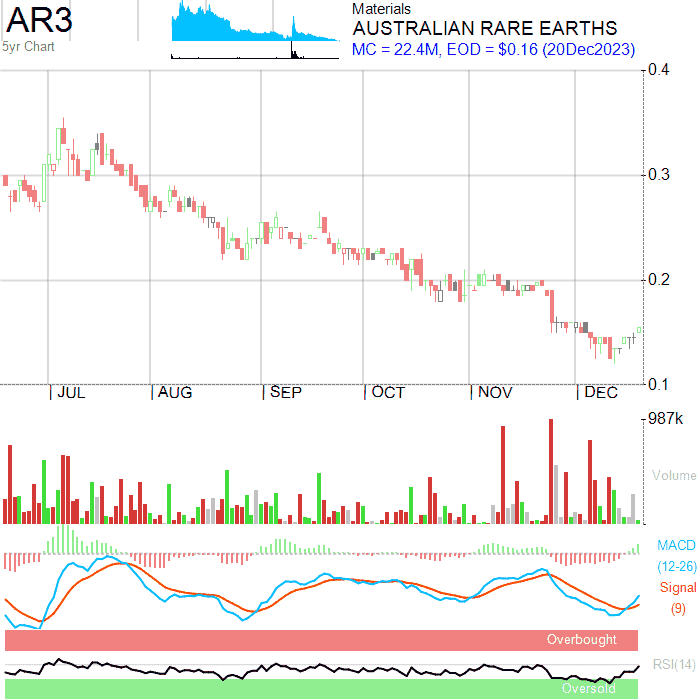 AR3
5yr Chart
Materials
AUSTRALIAN RARE EARTHS
MC = 22.4M, EOD = $0.16 (20Dec2023)
0.4
0.3
0.2
0.1
JUL AUG SEP OCT NOV DEC
987k
Volume
MACD
(12-26)
Signal
(9)
Overbought
RSI(14)
Oversold